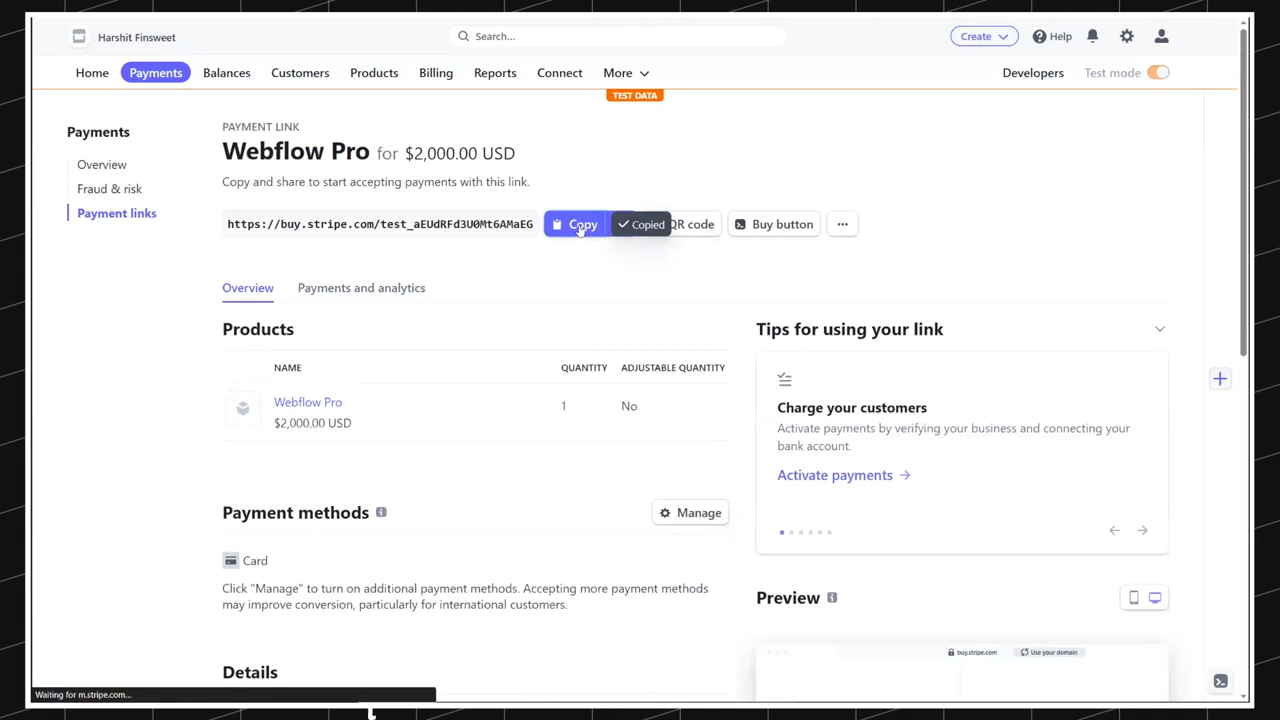 Harshit Finsweet
Search...
Create
Help
Home
Payments
Balances
Customers
Products
Billing
Reports
Connect
More
Developers
Test mode
TEST DATA
Payments
Overview
Fraud & risk
Payment links
PAYMENT LINK
Webflow Pro for $2,000.00 USD
Copy and share to start accepting payments with this link.
https://buy.stripe.com/test_aEUdRFd3U0Mt6AMaEG
Copy
Copied
QR code
Buy button
Overview
Payments and analytics
Products
NAME QUANTITY ADJUSTABLE QUANTITY
Webflow Pro 1 No
$2,000.00 USD
Payment methods
Manage
Card
Click "Manage" to turn on additional payment methods. Accepting more payment methods
may improve conversion, particularly for international customers.
Details
Tips for using your link
Charge your customers
Activate payments by verifying your business and connecting your
bank account.
Activate payments →
Preview
buy.stripe.com
Use your domain
Waiting for m.stripe.com...